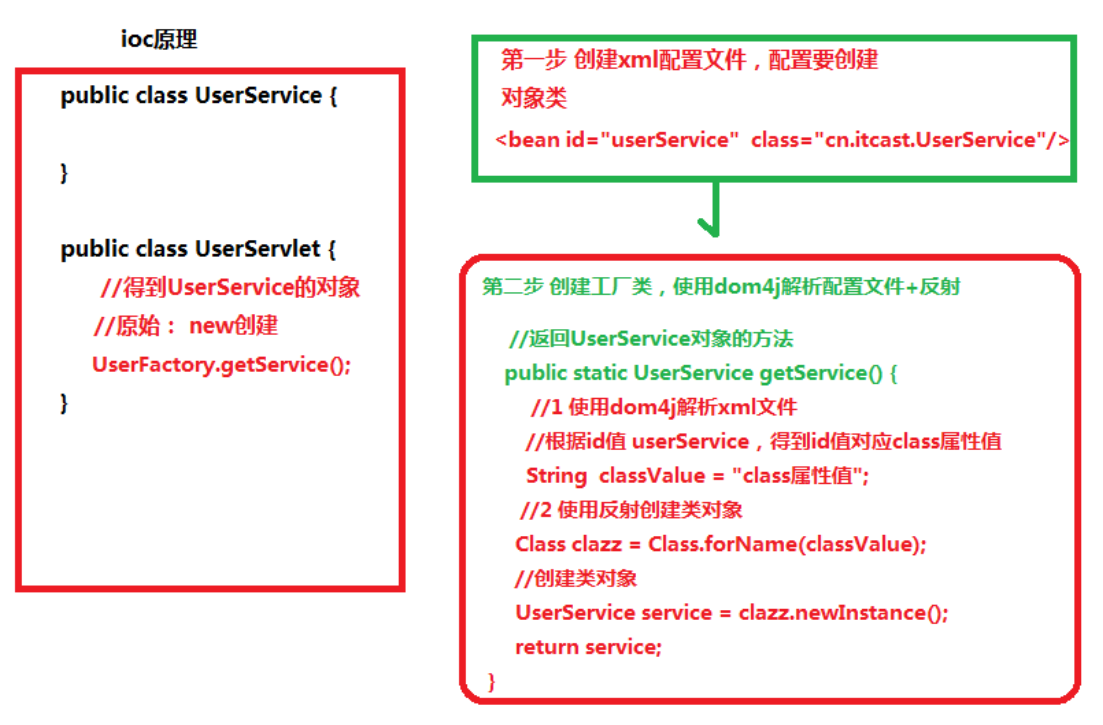 ioc原理
public class UserService {
}
public class UserServlet {
//得到UserService的对象
//原始： new创建
UserFactory.getService();
}
第一步 创建xml配置文件，配置要创建
对象类
<bean id="userService" class="cn.itcast.UserService"/>
第二步 创建工厂类，使用dom4j解析配置文件+反射
//返回UserService对象的方法
public static UserService getService() {
//1 使用dom4j解析xml文件
//根据id值 userService，得到id值对应class属性值
String classValue = "class属性值";
//2 使用反射创建类对象
Class clazz = Class.forName(classValue);
//创建类对象
UserService service = clazz.newInstance();
return service;
}